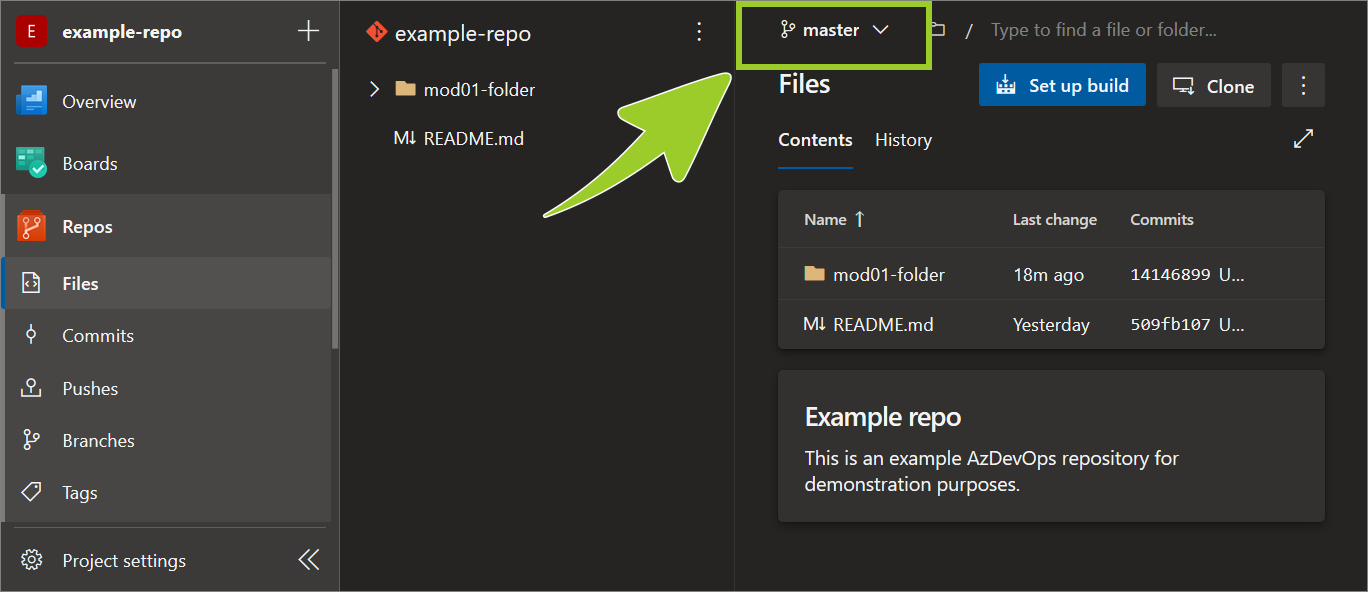 E example-repo
Overview
Boards
Repos
Files
Commits
Pushes
Branches
Tags
Project settings
example-repo
mod01-folder
M↓ README.md
master
/ Type to find a file or folder...
Files
Set up build
Clone
Contents History
Name ↑ Last change Commits
mod01-folder 18m ago 14146899 U...
M↓ README.md Yesterday 509fb107 U...
Example repo
This is an example AzDevOps repository for
demonstration purposes.